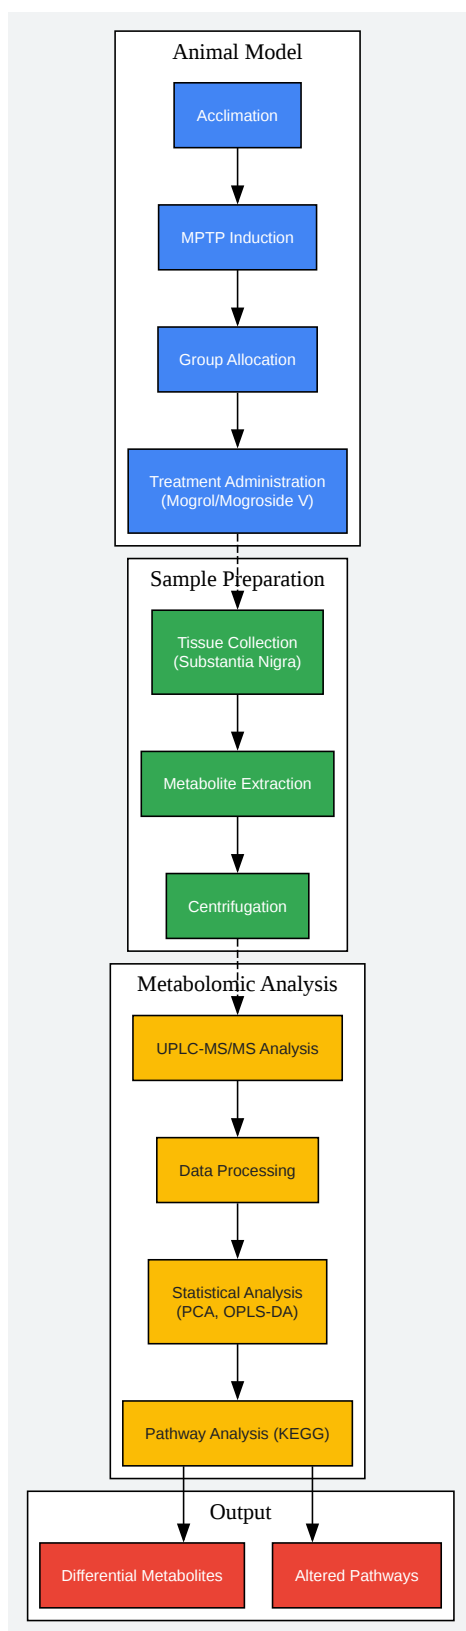 Animal Model
Acclimation
MPTP Induction
Group Allocation
Treatment Administration
(Mogrol/Mogroside V)
Sample Preparation
Tissue Collection
(Substantia Nigra)
Metabolite Extraction
Centrifugation
Metabolomic Analysis
UPLC-MS/MS Analysis
Data Processing
Statistical Analysis
(PCA, OPLS-DA)
Pathway Analysis (KEGG)
Output
Differential Metabolites
Altered Pathways